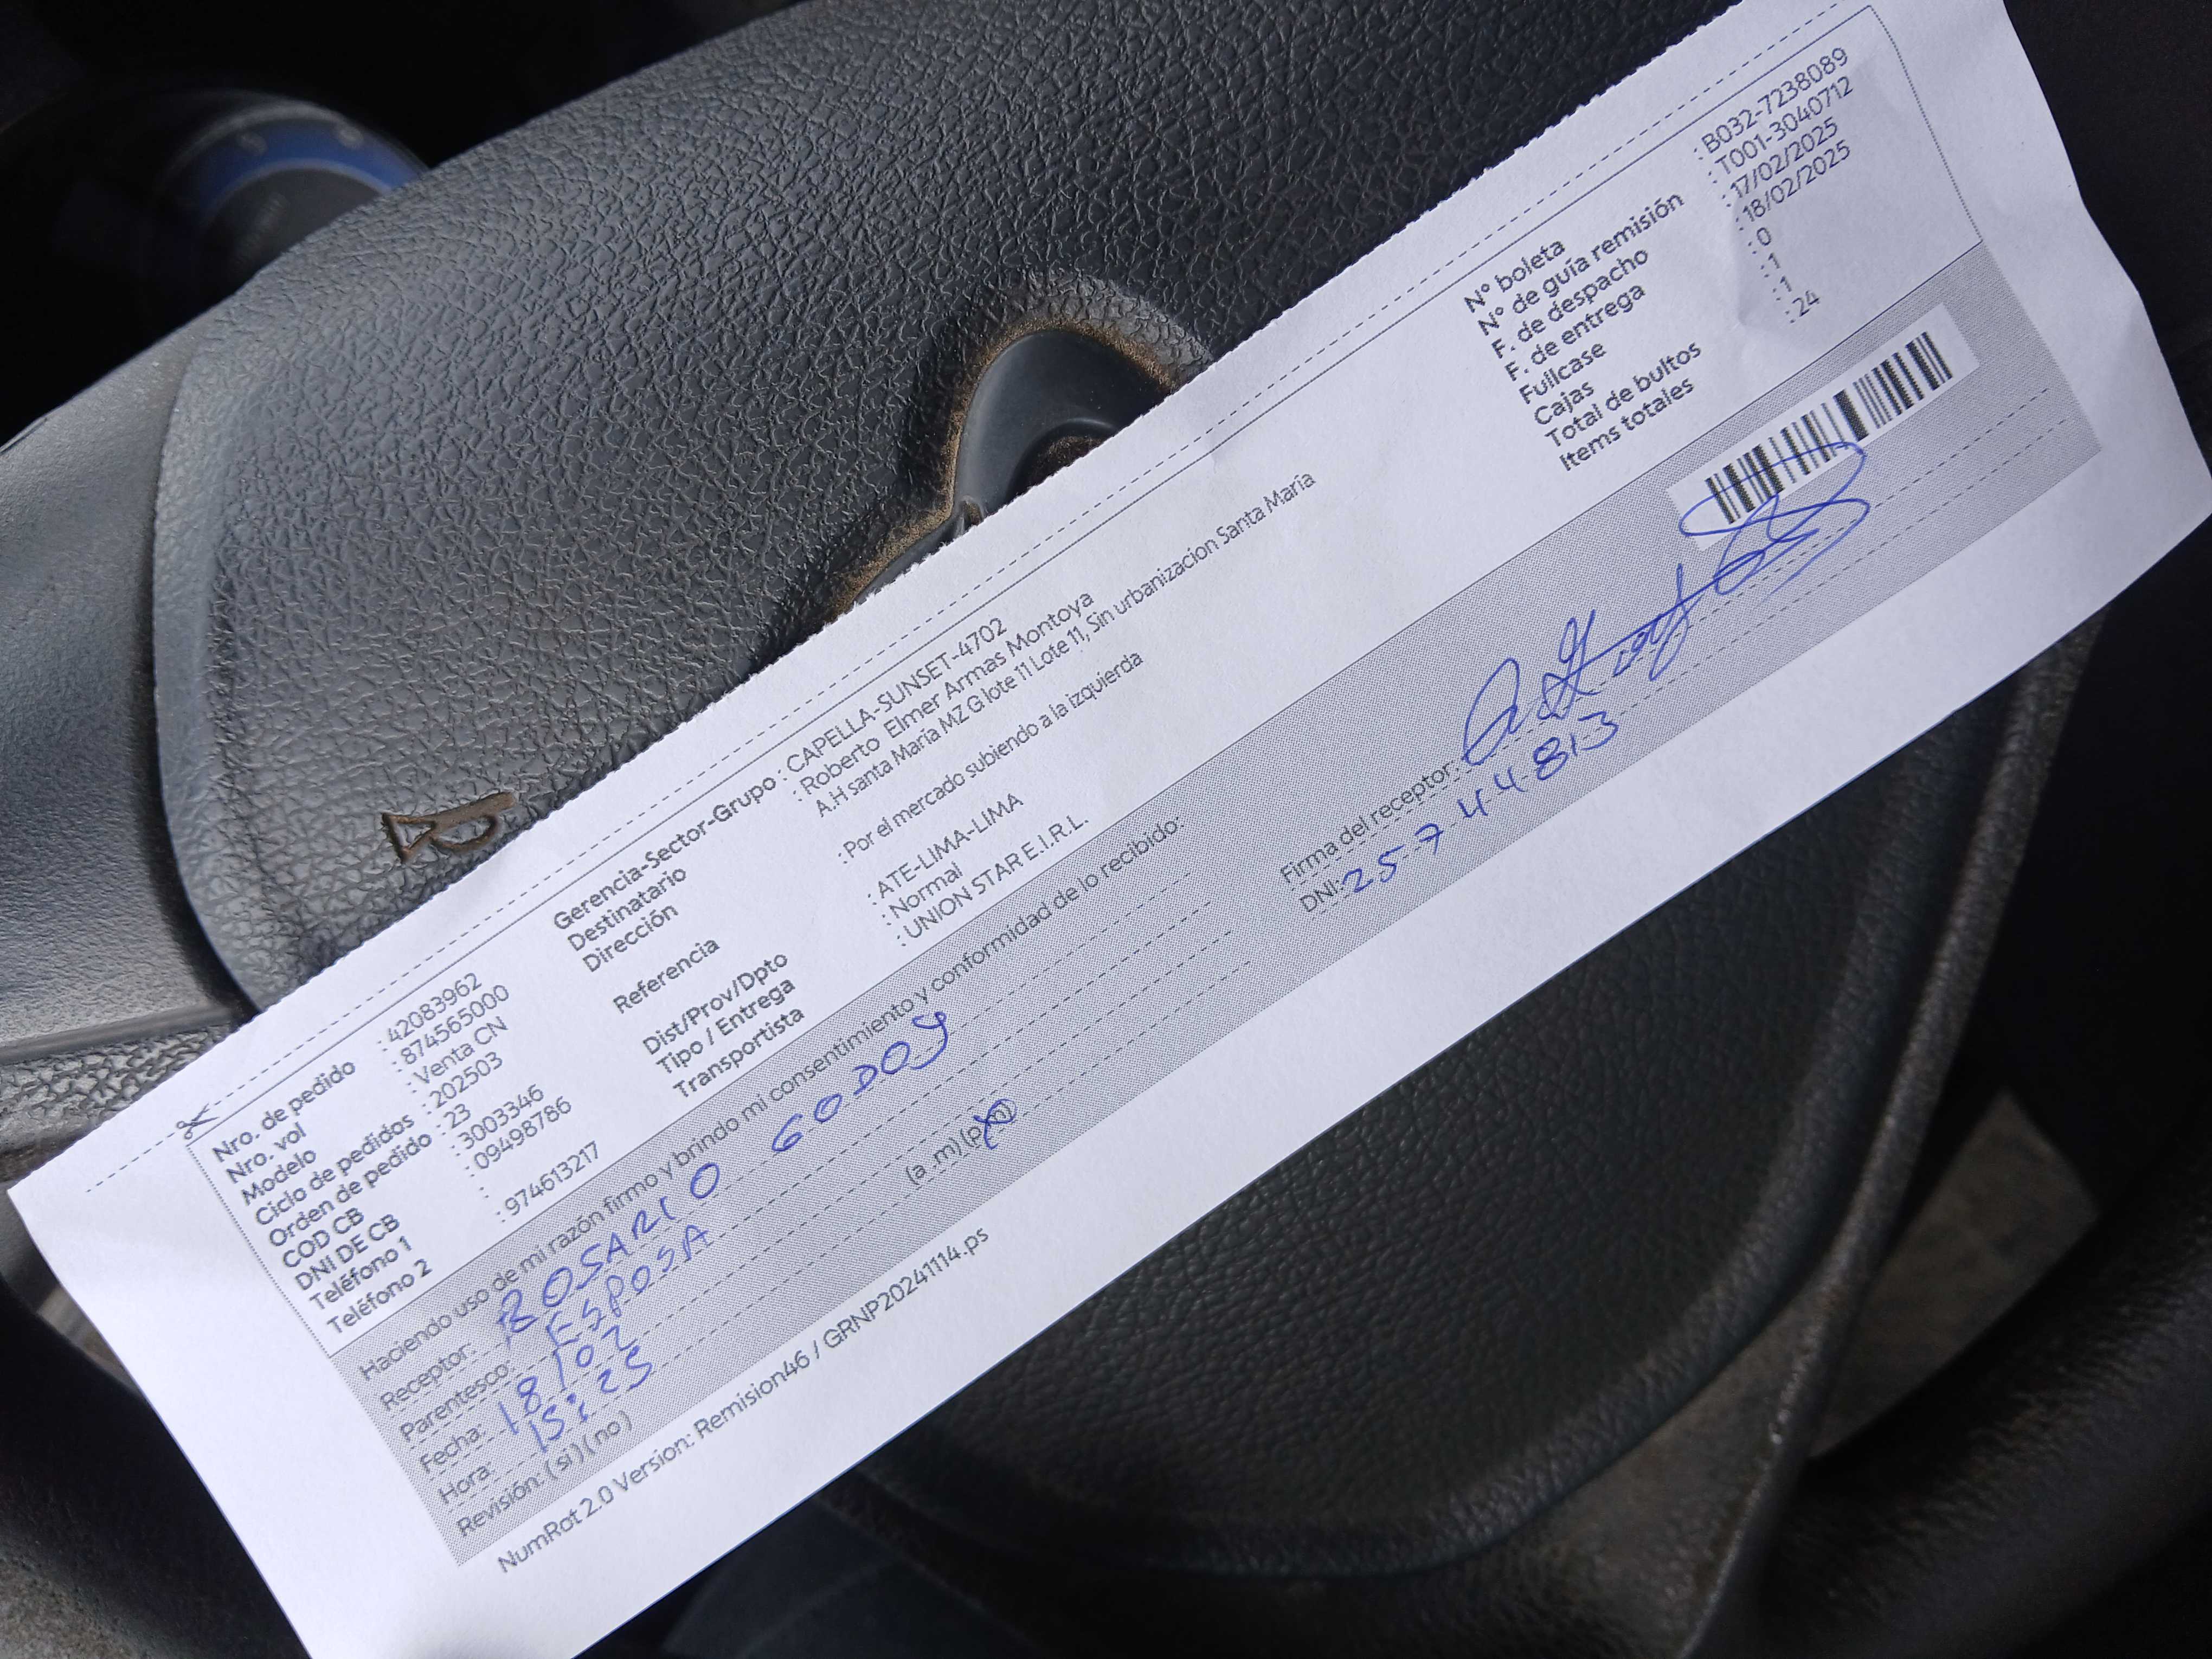 Nro. de pedido : 42083962
Nro. vol : 874565000
Modelo : Venta CN
Ciclo de pedidos : 202503
Orden de pedido : 23
COD CB : 3003346
DNI DE CB : 09498786
Teléfono 1 :
Teléfono 2 : 974613217
Gerencia-Sector-Grupo : CAPELLA-SUNSET-4702
Destinatario : Roberto Elmer Armas Montoya
Dirección A.H santa María MZ G lote 11 Lote 11, Sin urbanizacion Santa María
Referencia : Por el mercado subiendo a la izquierda
Dist/Prov/Dpto : ATE-LIMA-LIMA
Tipo / Entrega : Normal
Transportista : UNION STAR E.I.R.L.
N° boleta : B032-7238089
N° de guía remisión : T001-3040712
F. de despacho : 17/02/2025
F. de entrega : 18/02/2025
Fullcase : 0
Cajas : 1
Total de bultos : 1
Items totales : 24
Haciendo uso de mi razón firmo y brindo mi consentimiento y conformidad de lo recibido:
Receptor: ROSARIO GODOY
Parentesco: ESPOSA
Fecha: 18/02
Hora: 15:25 (a .m) (p.m)
Revisión: (si) (no)
Firma del receptor:
DNI: 25744813
NumRot 2.0 Version: Remision46 / GRNP20241114.ps